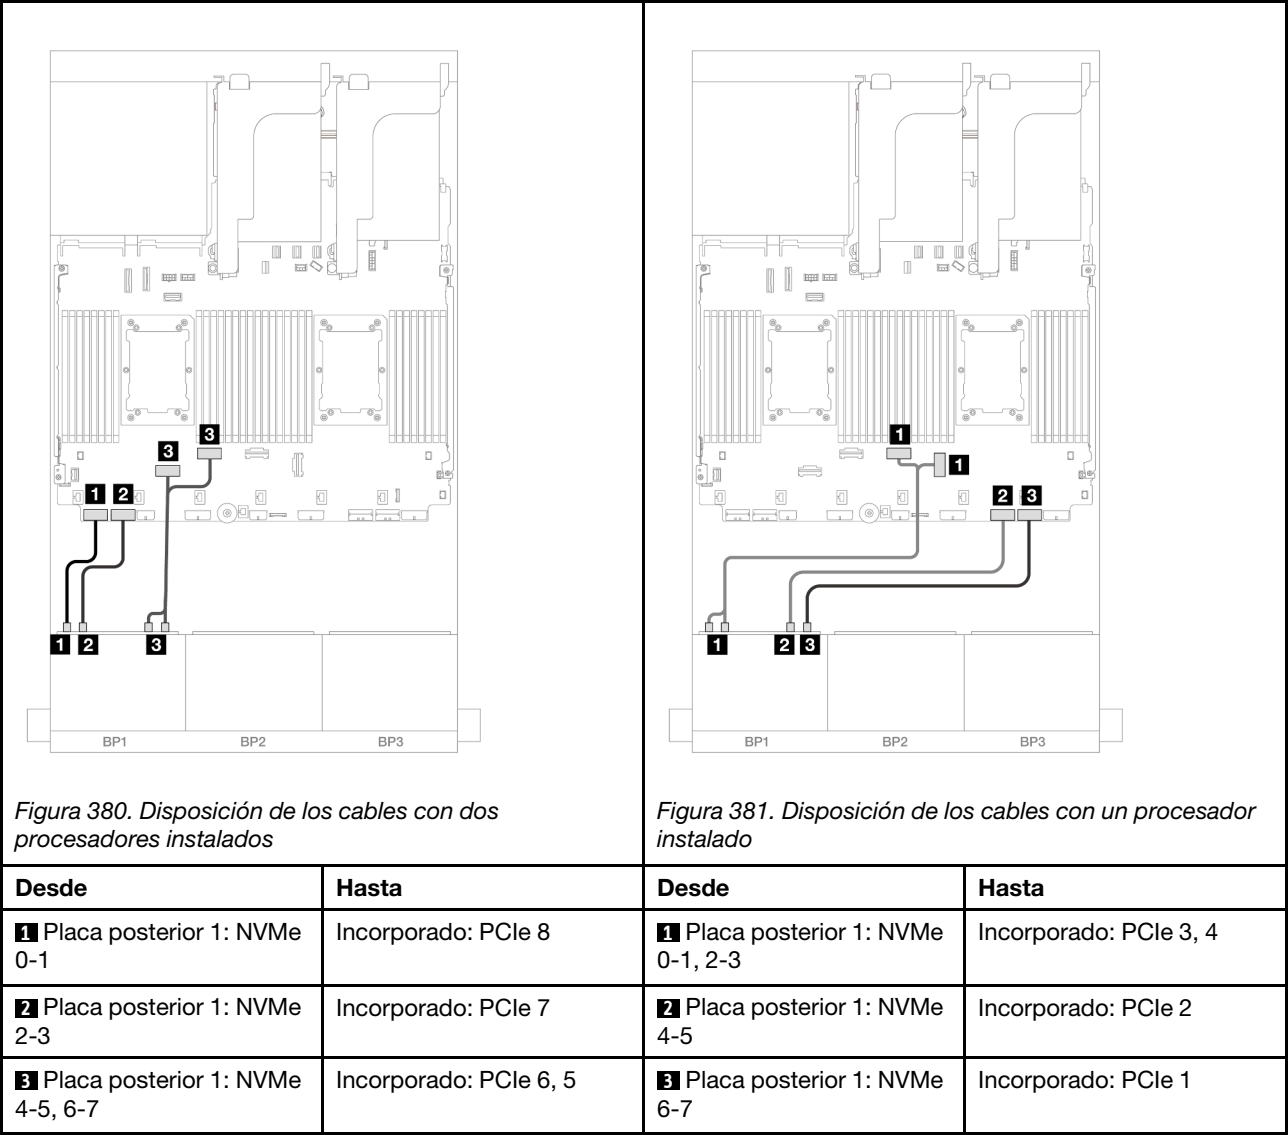 3
3
1
2
1
2
3
BP1
BP2
BP3
Figura 380. Disposición de los cables con dos
procesadores instalados
1
1
2
3
1
2
3
BP1
BP2
BP3
Figura 381. Disposición de los cables con un procesador
instalado
Desde
Hasta
Desde
Hasta
1 Placa posterior 1: NVMe
0-1
Incorporado: PCIe 8
1 Placa posterior 1: NVMe
0-1, 2-3
Incorporado: PCIe 3, 4
2 Placa posterior 1: NVMe
2-3
Incorporado: PCIe 7
2 Placa posterior 1: NVMe
4-5
Incorporado: PCIe 2
3 Placa posterior 1: NVMe
4-5, 6-7
Incorporado: PCIe 6, 5
3 Placa posterior 1: NVMe
6-7
Incorporado: PCIe 1